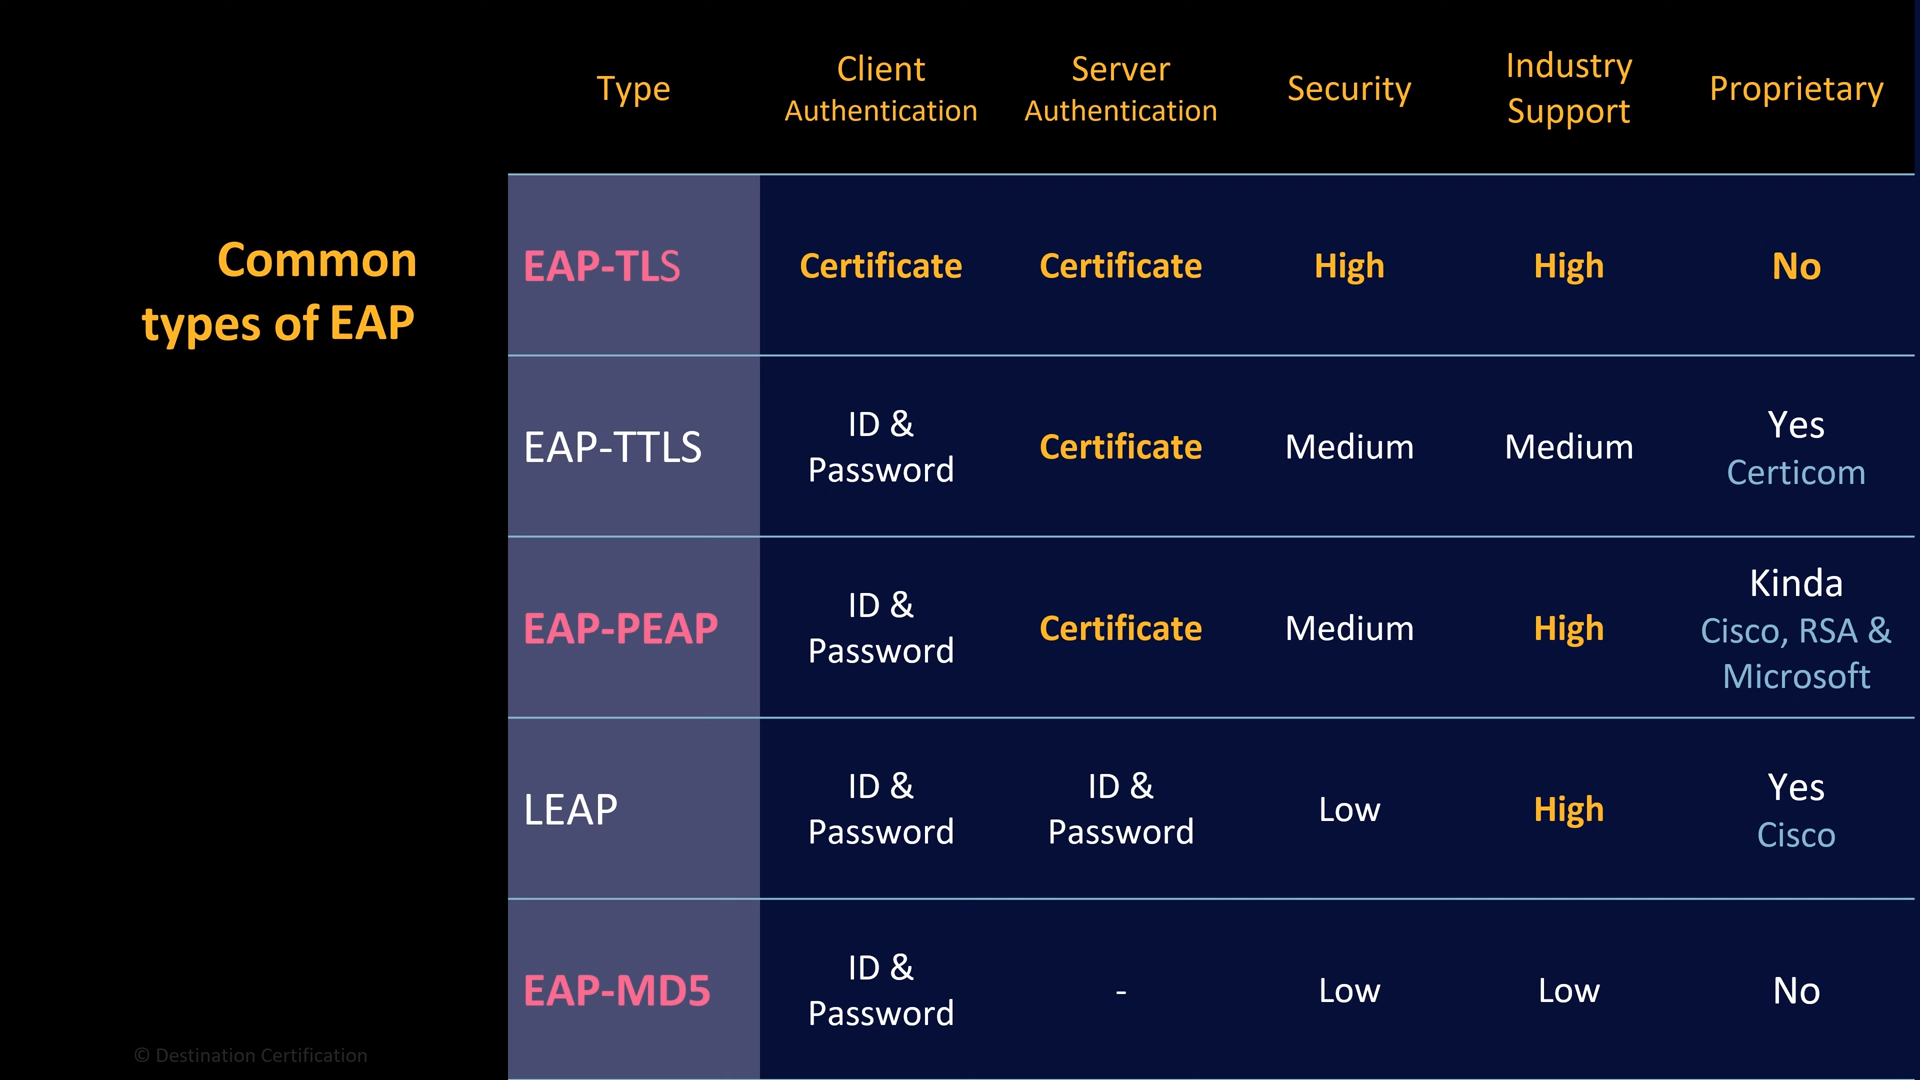 Type
Client
Authentication
Server
Authentication
Security
Industry
Support
Proprietary
Common
types of EAP
EAP-TLS
Certificate
Certificate
High
High
No
EAP-TTLS
ID &
Password
Certificate
Medium
Medium
Yes
Certicom
EAP-PEAP
ID &
Password
Certificate
Medium
High
Kinda
Cisco, RSA &
Microsoft
LEAP
ID &
Password
ID &
Password
Low
High
Yes
Cisco
EAP-MD5
ID &
Password
-
Low
Low
No
© Destination Certification